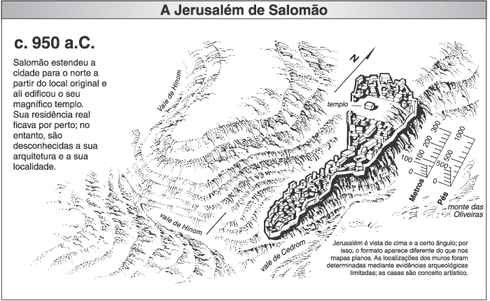 A Jerusalém de Salomão
c. 950 a.C.
Salomão estendeu a
cidade para o norte a
partir do local original e
ali edificou o seu
magnífico templo.
Sua residência real
ficava por perto; no
entanto, são
desconhecidas a sua
arquitetura e a sua
localidade.
vale de Hinom
N
templo
0 100 200 300
Metros
0 100 500 1000
Pés
monte das
Oliveiras
vale de Hinom
vale de Cedrom
Jerusalém é vista de cima e a certo ângulo; por
isso, o formato aparece diferente do que nos
mapas planos. As localizações dos muros foram
determinadas mediante evidências arqueológicas
limitadas; as casas são conceito artístico.